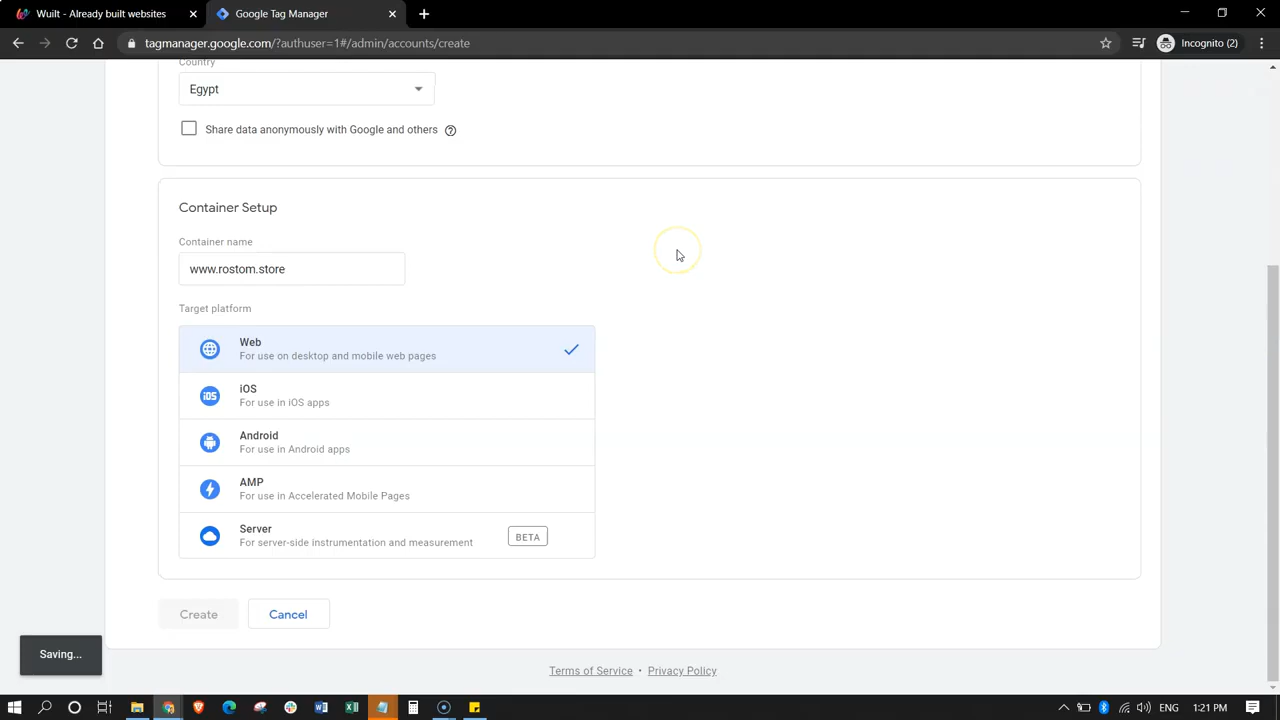 Wuilt - Already built websites
Google Tag Manager
tagmanager.google.com/?authuser=1#/admin/accounts/create
Incognito (2)
Country
Egypt
Share data anonymously with Google and others
Container Setup
Container name
www.rostom.store
Target platform
Web
For use on desktop and mobile web pages
iOS
iOS
For use in iOS apps
Android
For use in Android apps
AMP
For use in Accelerated Mobile Pages
Server
For server-side instrumentation and measurement
BETA
Create
Cancel
Saving...
Terms of Service • Privacy Policy
ENG
1:21 PM